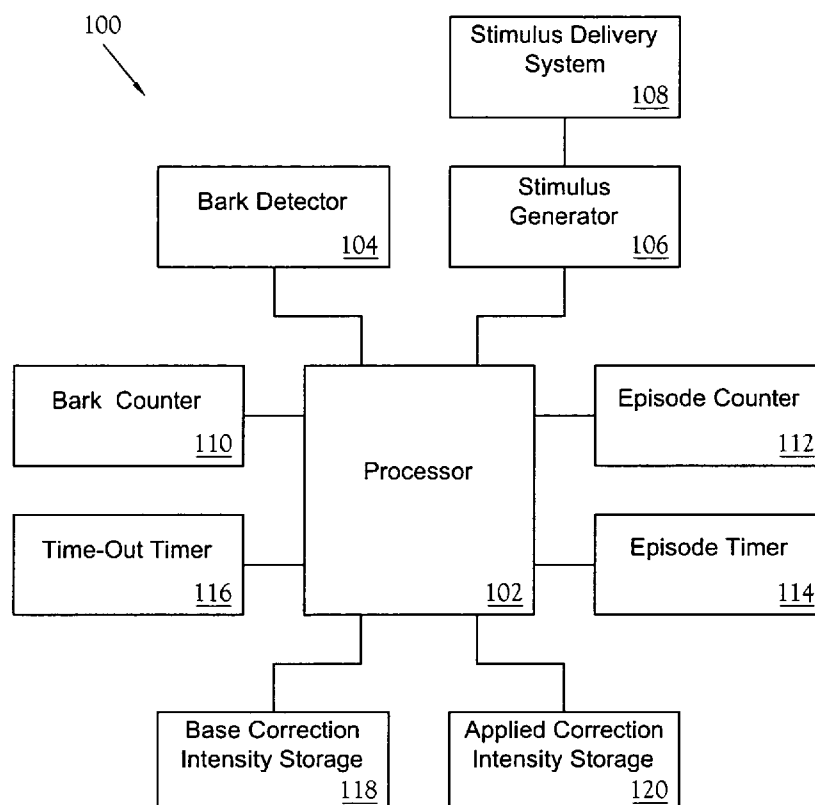 100
Stimulus Delivery
System
108
Bark Detector
104
Stimulus
Generator
106
Bark Counter
110
Processor
102
Episode Counter
112
Time-Out Timer
116
Episode Timer
114
Base Correction
Intensity Storage
118
Applied Correction
Intensity Storage
120